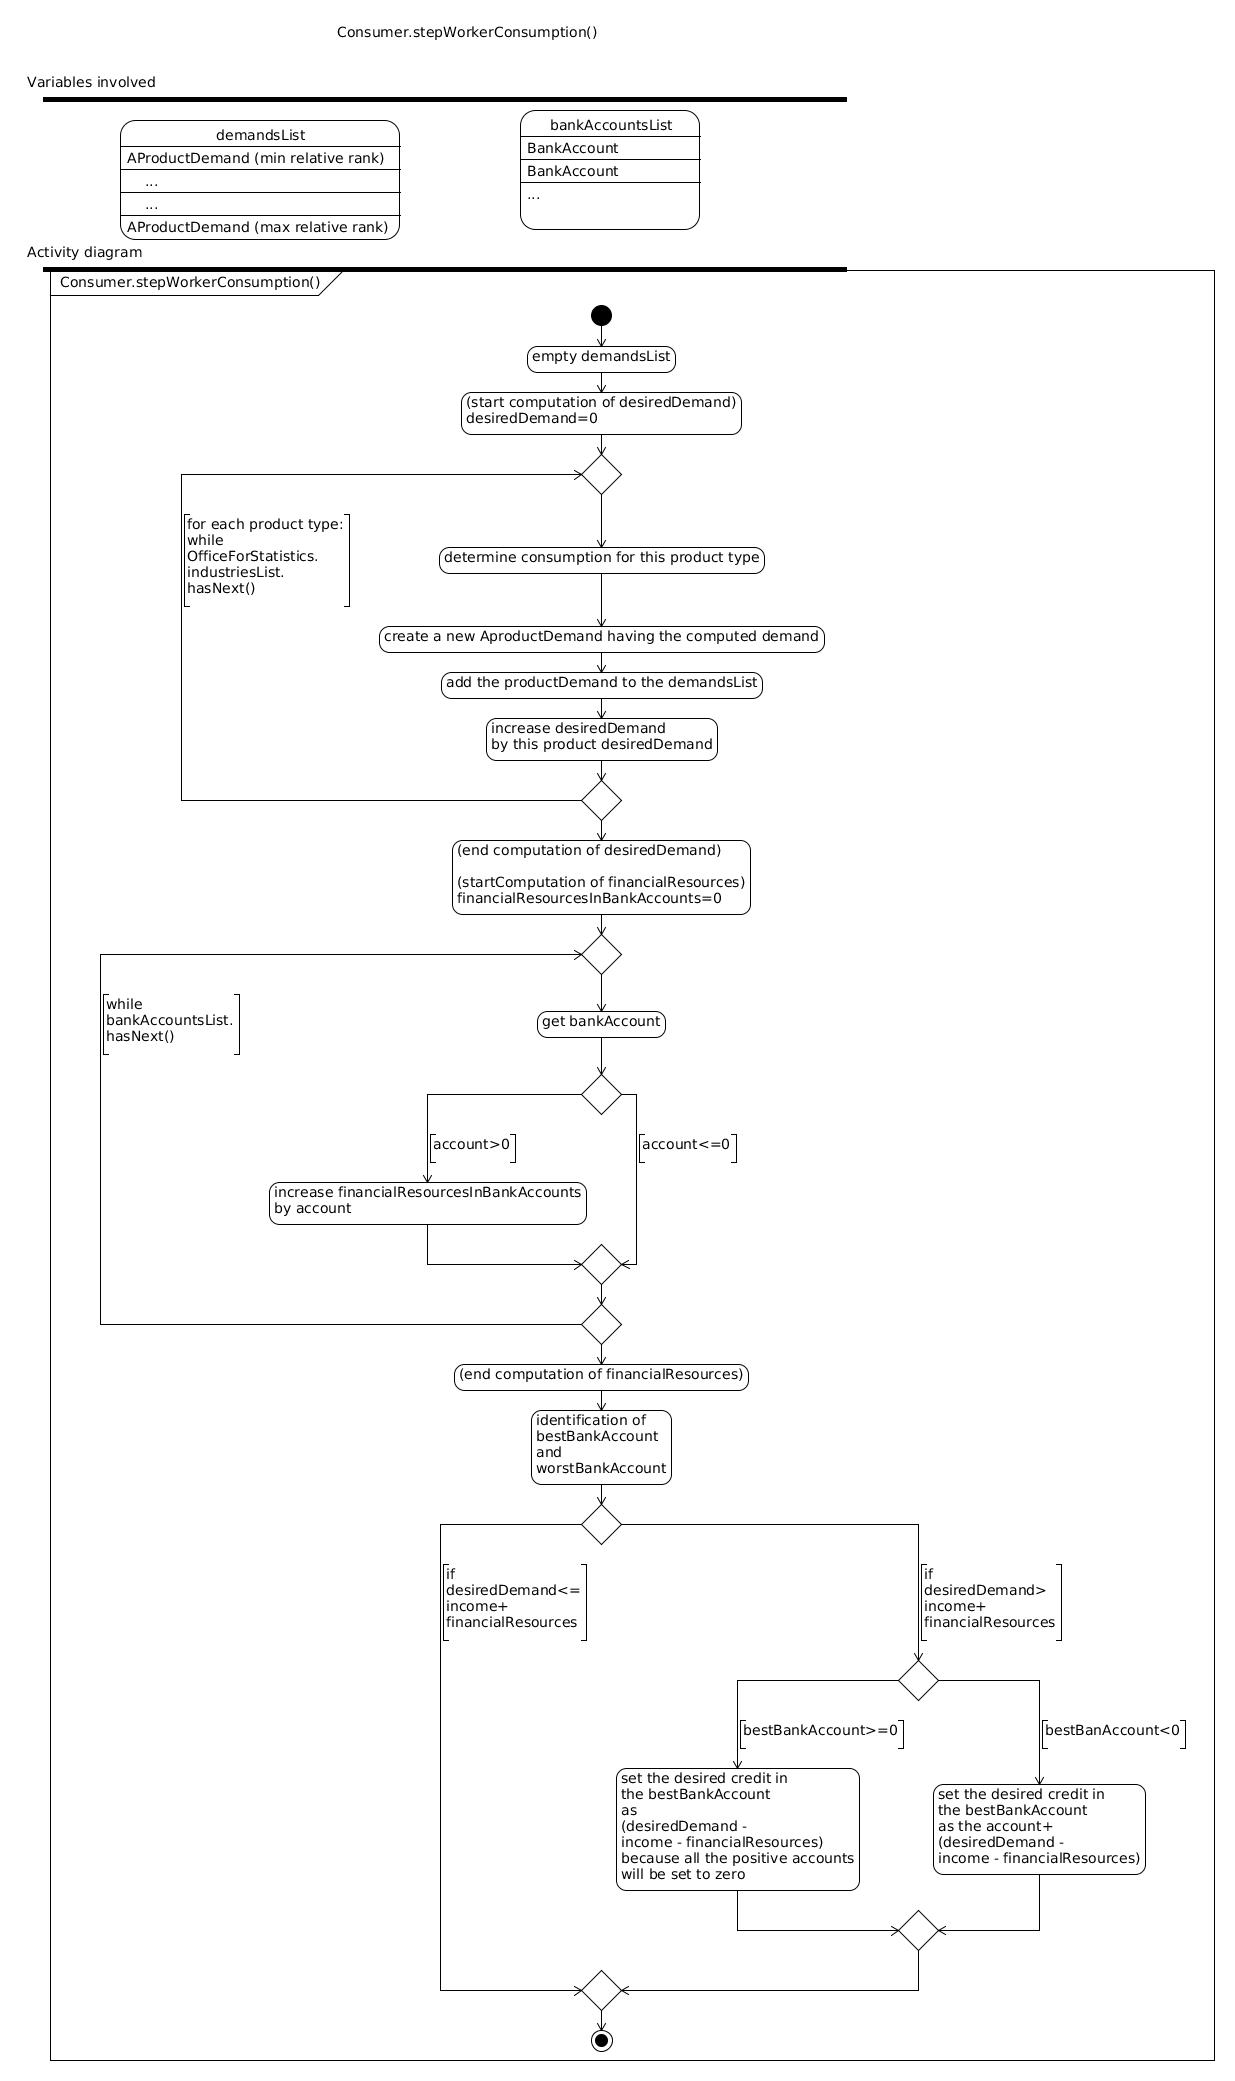 Consumer.stepWorkerConsumption()
Variables involved
demandsList
AProductDemand (min relative rank)
...
...
AProductDemand (max relative rank)
bankAccountsList
BankAccount
BankAccount
...
Activity diagram
Consumer.stepWorkerConsumption()
empty demandsList
(start computation of desiredDemand)
desiredDemand=0
for each product type:
while
OfficeForStatistics.
industriesList.
hasNext()
determine consumption for this product type
create a new AproductDemand having the computed demand
add the productDemand to the demandsList
increase desiredDemand
by this product desiredDemand
(end computation of desiredDemand)
(startComputation of financialResources)
financialResourcesInBankAccounts=0
while
bankAccountsList.
hasNext()
get bankAccount
account>0
account<=0
increase financialResourcesInBankAccounts
by account
(end computation of financialResources)
identification of
bestBankAccount
and
worstBankAccount
if
desiredDemand<=
income+
financialResources
if
desiredDemand>
income+
financialResources
bestBankAccount>=0
bestBanAccount<0
set the desired credit in
the bestBankAccount
as
(desiredDemand -
income - financialResources)
because all the positive accounts
will be set to zero
set the desired credit in
the bestBankAccount
as the account+
(desiredDemand -
income - financialResources)